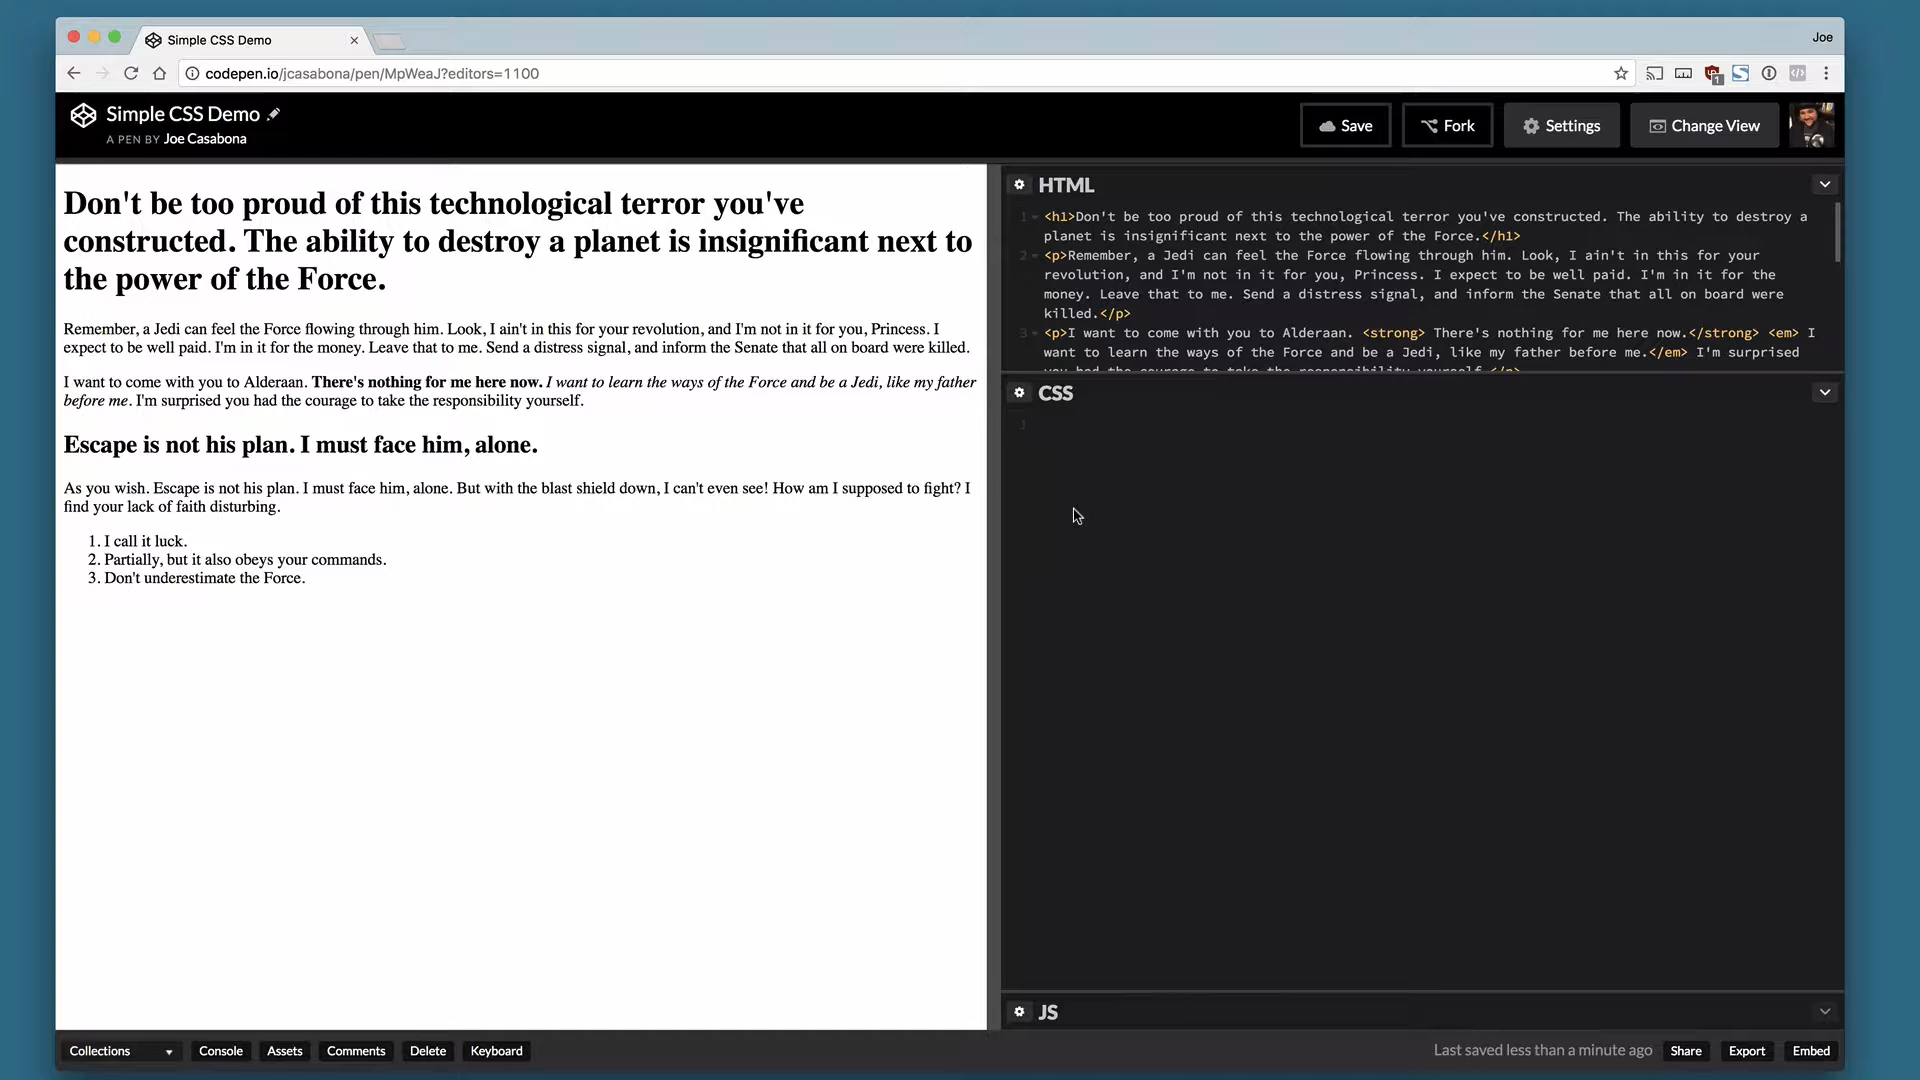 Simple CSS Demo
Joe
codepen.io/jcasabona/pen/MpWeaJ?editors=1100
1
Simple CSS Demo
A PEN BY Joe Casabona
Save
Fork
Settings
Change View
Don't be too proud of this technological terror you've
constructed. The ability to destroy a planet is insignificant next to
the power of the Force.
Remember, a Jedi can feel the Force flowing through him. Look, I ain't in this for your revolution, and I'm not in it for you, Princess. I
expect to be well paid. I'm in it for the money. Leave that to me. Send a distress signal, and inform the Senate that all on board were killed.
I want to come with you to Alderaan. There's nothing for me here now. I want to learn the ways of the Force and be a Jedi, like my father
before me. I'm surprised you had the courage to take the responsibility yourself.
Escape is not his plan. I must face him, alone.
As you wish. Escape is not his plan. I must face him, alone. But with the blast shield down, I can't even see! How am I supposed to fight? I
find your lack of faith disturbing.
1. I call it luck.
2. Partially, but it also obeys your commands.
3. Don't underestimate the Force.
HTML
1 <h1>Don't be too proud of this technological terror you've constructed. The ability to destroy a
planet is insignificant next to the power of the Force.</h1>
2 <p>Remember, a Jedi can feel the Force flowing through him. Look, I ain't in this for your
revolution, and I'm not in it for you, Princess. I expect to be well paid. I'm in it for the
money. Leave that to me. Send a distress signal, and inform the Senate that all on board were
killed.</p>
3 <p>I want to come with you to Alderaan. <strong> There's nothing for me here now.</strong> <em> I
want to learn the ways of the Force and be a Jedi, like my father before me.</em> I'm surprised
you had the courage to take the responsibility yourself.</p>
CSS
1
JS
Collections
Console
Assets
Comments
Delete
Keyboard
Last saved less than a minute ago
Share
Export
Embed